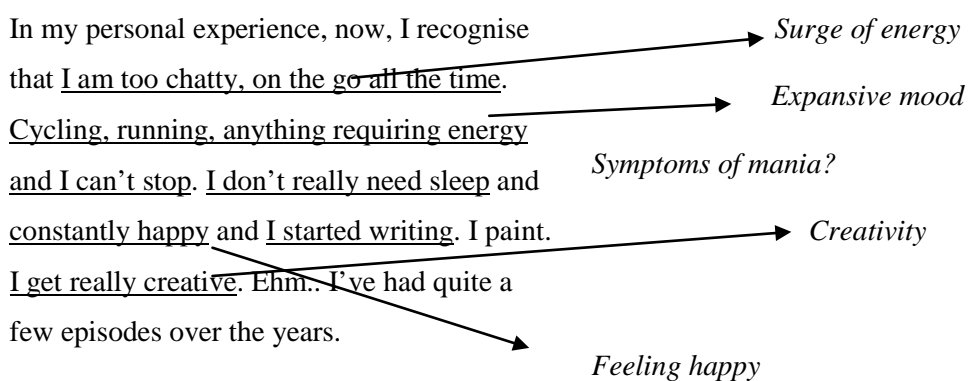 In my personal experience, now, I recognise
that I am too chatty, on the go all the time.
Cycling, running, anything requiring energy
and I can't stop. I don't really need sleep and
constantly happy and I started writing. I paint.
I get really creative. Ehm.. I've had quite a
few episodes over the years.
Surge of energy
Expansive mood
Symptoms of mania?
Creativity
Feeling happy